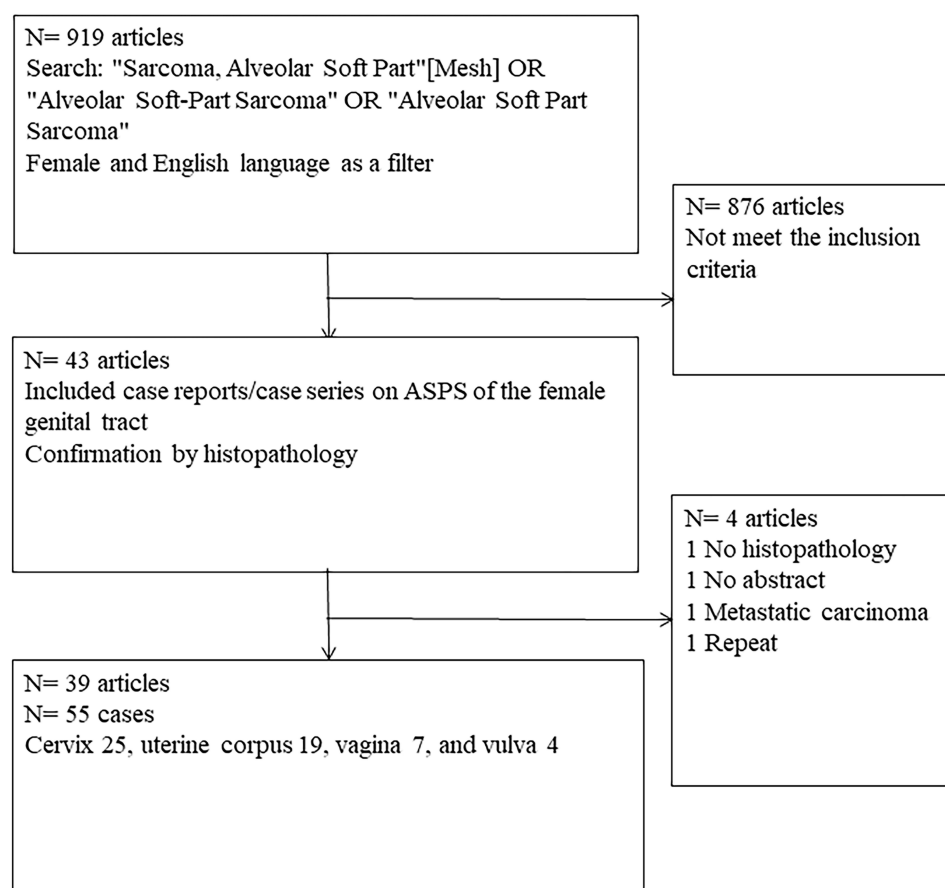 N= 919 articles
Search: "Sarcoma, Alveolar Soft Part"[Mesh] OR
"Alveolar Soft-Part Sarcoma" OR "Alveolar Soft Part
Sarcoma"
Female and English language as a filter
N= 876 articles
Not meet the inclusion
criteria
N= 43 articles
Included case reports/case series on ASPS of the female
genital tract
Confirmation by histopathology
N= 4 articles
1 No histopathology
1 No abstract
1 Metastatic carcinoma
1 Repeat
N= 39 articles
N= 55 cases
Cervix 25, uterine corpus 19, vagina 7, and vulva 4